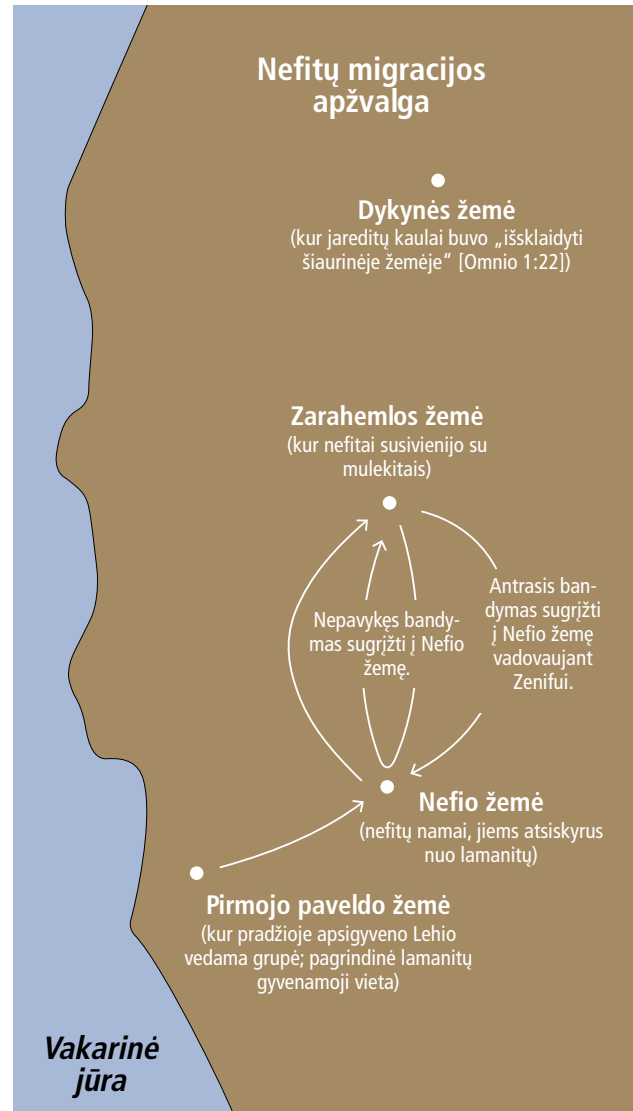 Nefitų migracijos
apžvalga
Dykynės žemė
(kur jareditų kaulai buvo „išsklaidyti
šiaurinėje žemėje“ [Omnio 1:22])
Zarahemlos žemė
(kur nefitai susivienijo su
mulekitais)
Nepavykęs bandy-
mas sugrįžti į Nefio
žemę.
Antrasis ban-
dymas sugrįžti
į Nefio žemę
vadovaujant
Zenifui.
Nefio žemė
(nefitų namai, jiems atsiskyrus
nuo lamanitų)
Pirmojo paveldo žemė
(kur pradžioje apsigyveno Lehio
vedama grupė; pagrindinė lamanitų
gyvenamoji vieta)
Vakarinė
jūra